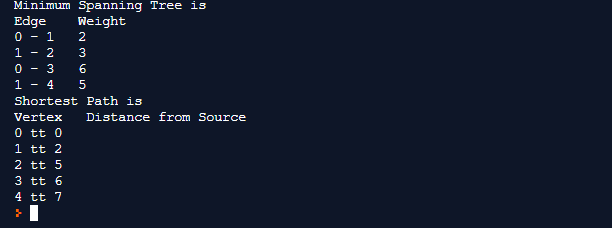 Minimum Spanning Tree is
Edge    Weight
0 - 1   2
1 - 2   3
0 - 3   6
1 - 4   5
Shortest Path is
Vertex   Distance from Source
0 tt 0
1 tt 2
2 tt 5
3 tt 6
4 tt 7